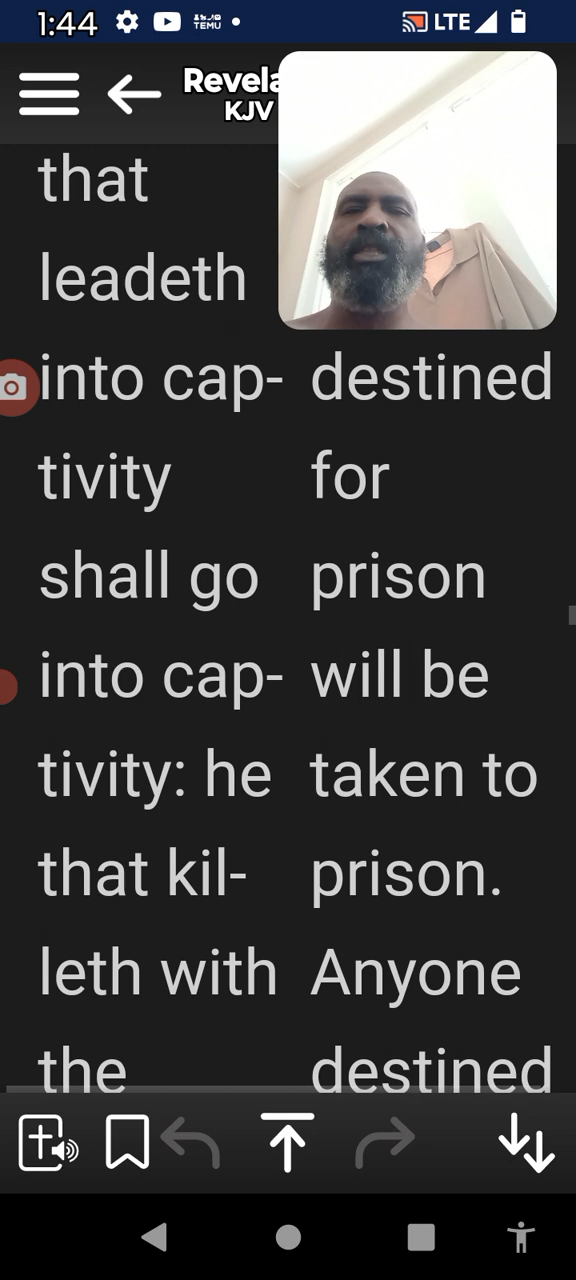 1:44
TEMU
LTE
Revela
KJV
that
leadeth
into cap-
tivity
shall go
into cap-
tivity: he
that kil-
leth with
the
destined
for
prison
will be
taken to
prison.
Anyone
destined